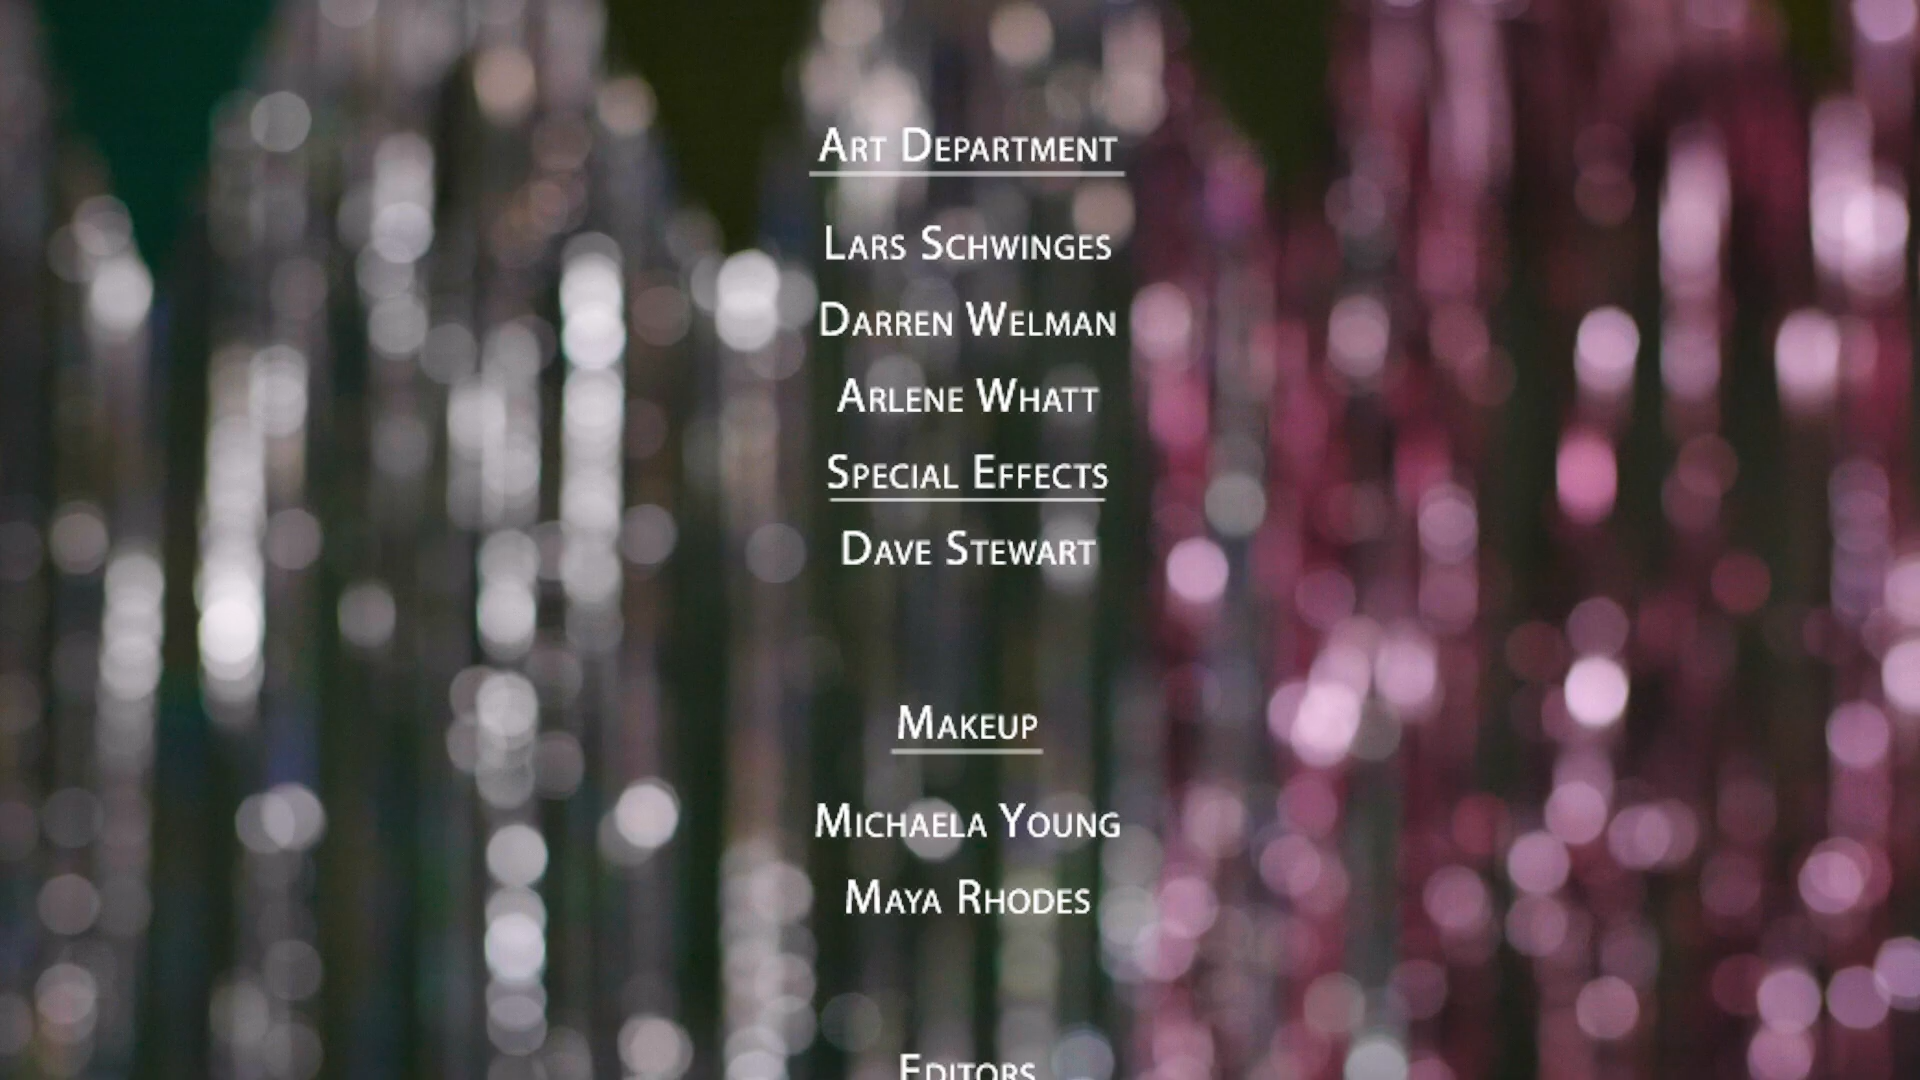 Art Department
Lars Schwinges
Darren Welman
Arlene Whatt
Special Effects
Dave Stewart
Makeup
Michaela Young
Maya Rhodes
Editors